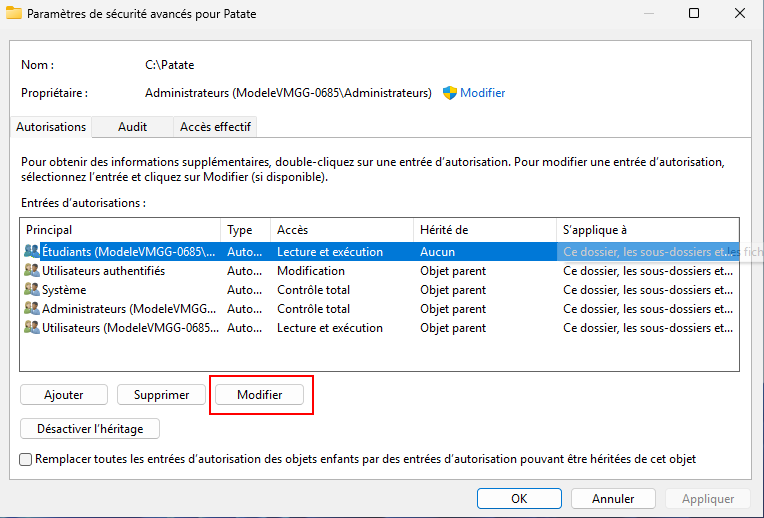 Paramètres de sécurité avancés pour Patate
Nom : C:\Patate
Propriétaire : Administrateurs (ModeleVMGG-0685\Administrateurs) Modifier
Autorisations Audit Accès effectif
Pour obtenir des informations supplémentaires, double-cliquez sur une entrée d'autorisation. Pour modifier une entrée d'autorisation,
sélectionnez l'entrée et cliquez sur Modifier (si disponible).
Entrées d'autorisations :
Principal Type Accès Hérité de S'applique à
Étudiants (ModeleVMGG-0685\... Auto... Lecture et exécution Aucun Ce dossier, les sous-dossiers et... les fich
Utilisateurs authentifiés Auto... Modification Objet parent Ce dossier, les sous-dossiers et...
Système Auto... Contrôle total Objet parent Ce dossier, les sous-dossiers et...
Administrateurs (ModeleVMGG... Auto... Contrôle total Objet parent Ce dossier, les sous-dossiers et...
Utilisateurs (ModeleVMGG-0685... Auto... Lecture et exécution Objet parent Ce dossier, les sous-dossiers et...
Ajouter Supprimer Modifier
Désactiver l'héritage
Remplacer toutes les entrées d'autorisation des objets enfants par des entrées d'autorisation pouvant être héritées de cet objet
OK Annuler Appliquer